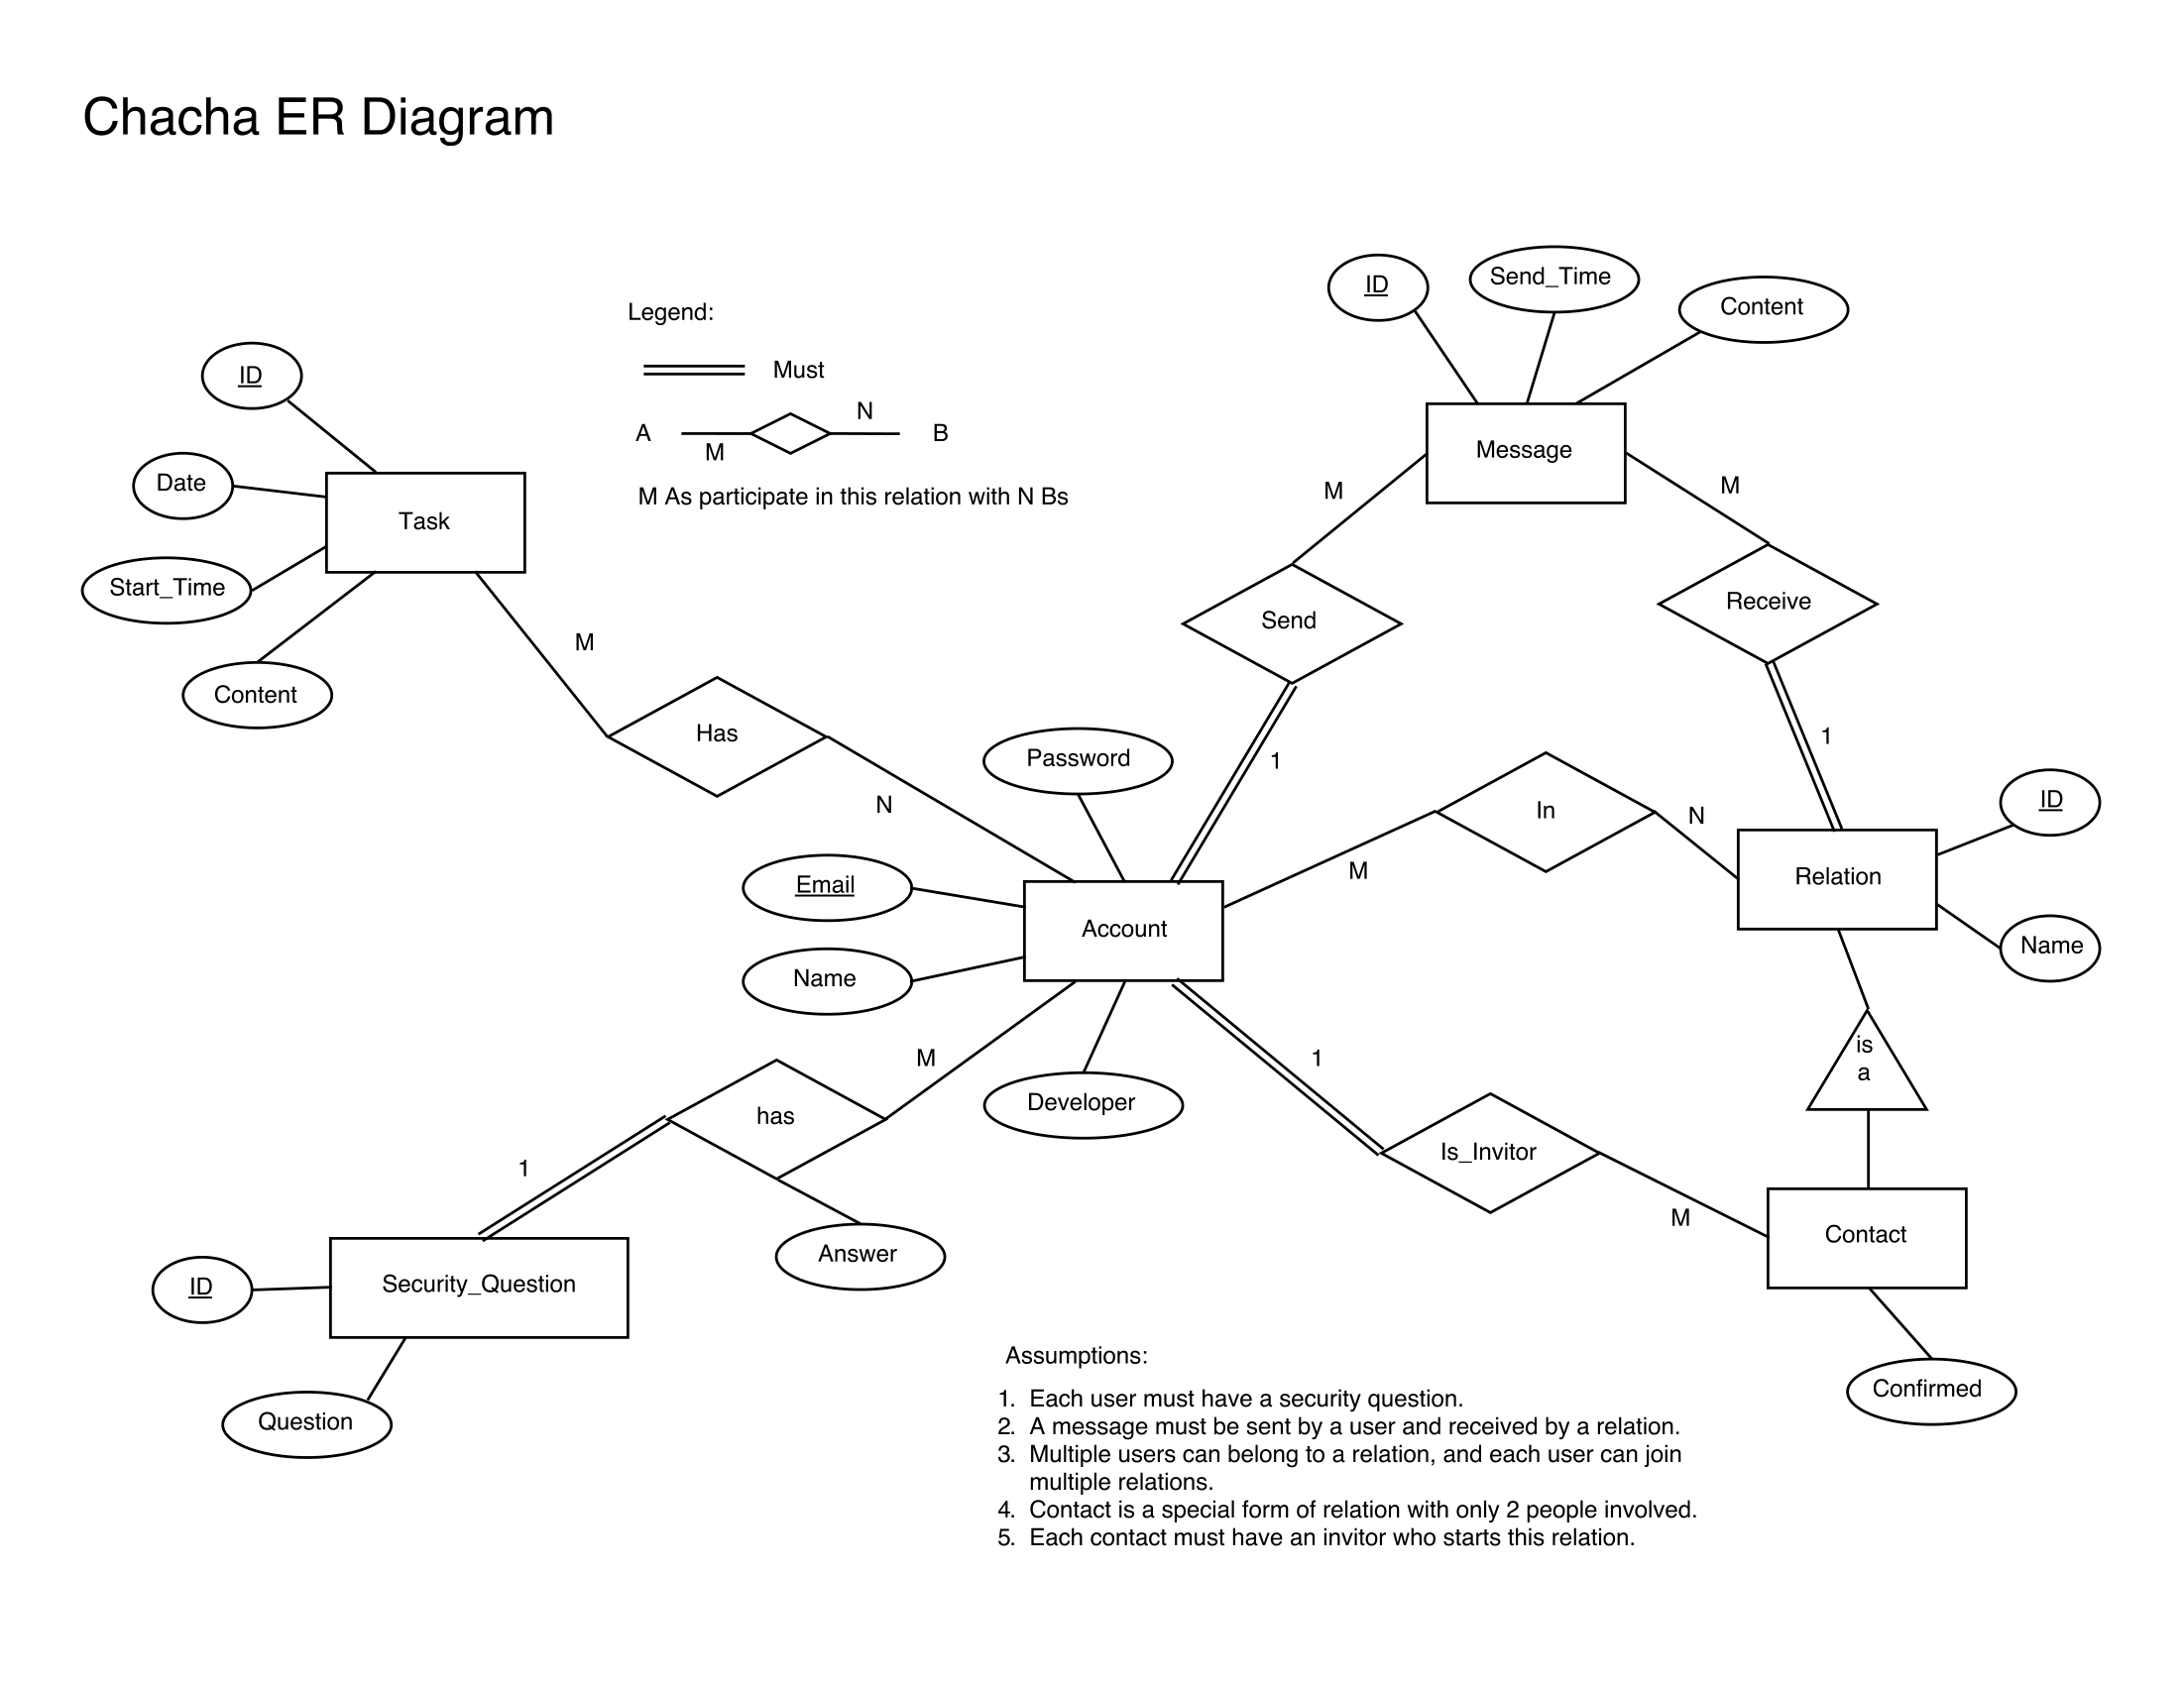 Chacha ER Diagram
Legend:
Must
A
M
N
B
M As participate in this relation with N Bs
ID
Date
Start_Time
Content
Task
M
Has
N
ID
Send_Time
Content
Message
M
Send
1
M
Receive
1
Password
Email
Name
Developer
Account
M
In
N
ID
Name
Relation
is
a
1
Is_Invitor
M
Contact
Confirmed
M
has
1
Answer
ID
Security_Question
Question
Assumptions:
1. Each user must have a security question.
2. A message must be sent by a user and received by a relation.
3. Multiple users can belong to a relation, and each user can join
multiple relations.
4. Contact is a special form of relation with only 2 people involved.
5. Each contact must have an invitor who starts this relation.